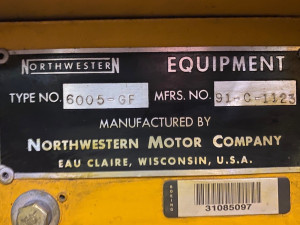 NORTHWESTERN EQUIPMENT
TYPE NO. 6005-GF MFRS. NO. 91-C-1123
MANUFACTURED BY
NORTHWESTERN MOTOR COMPANY
EAU CLAIRE, WISCONSIN, U.S.A.
31085097